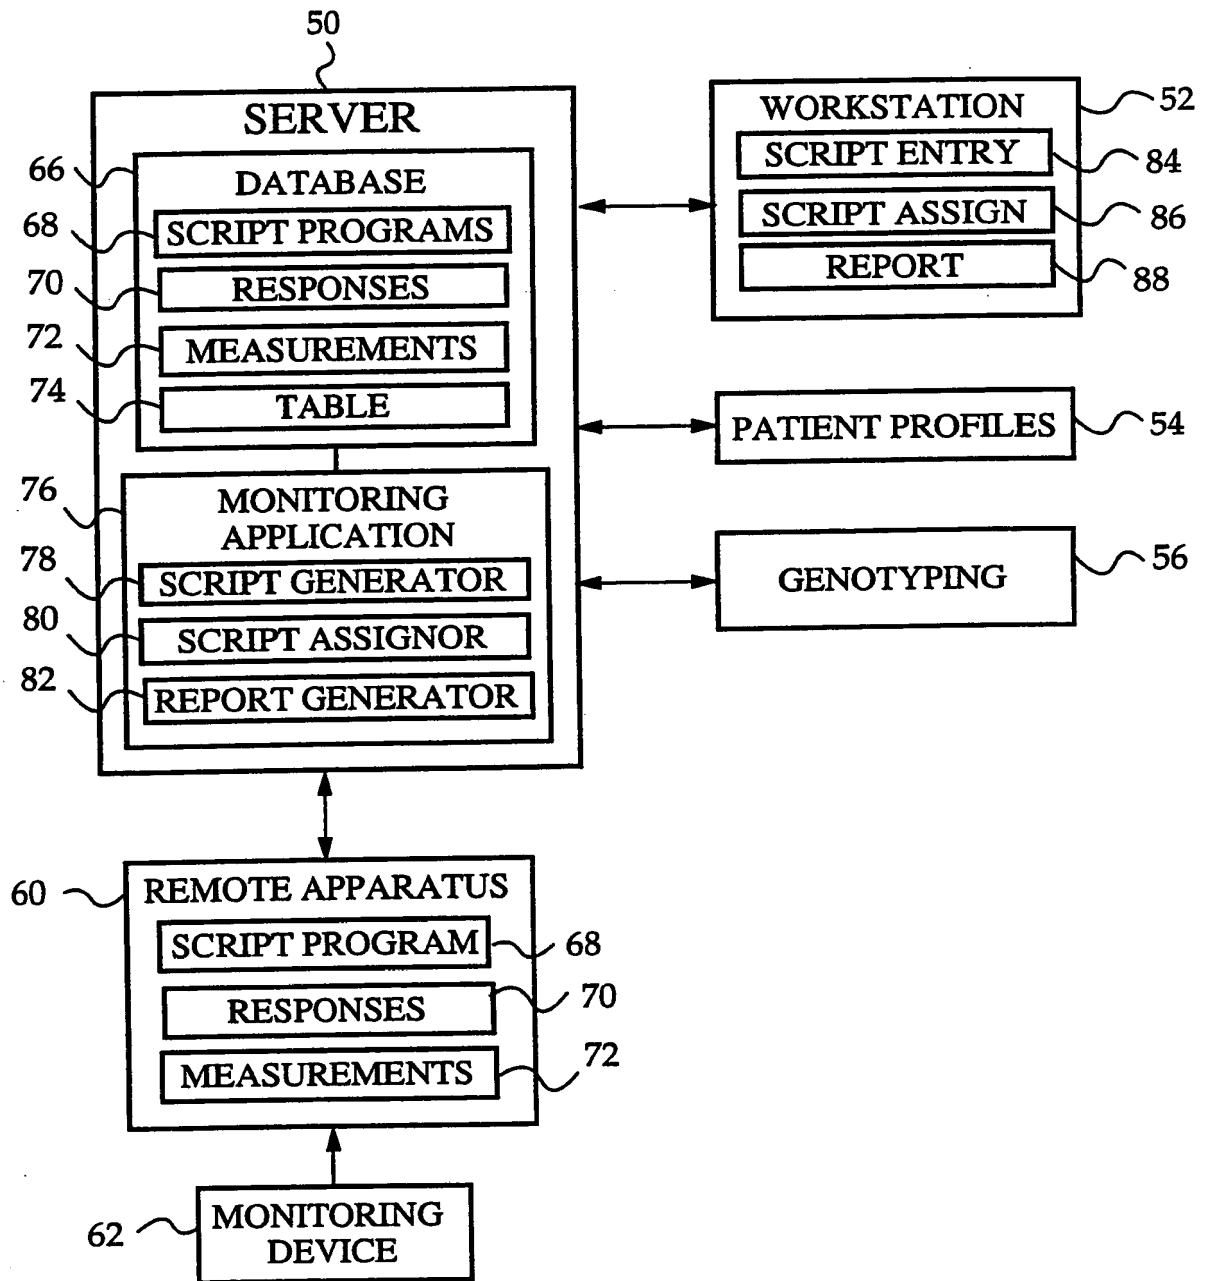 50
SERVER
66
DATABASE
68
SCRIPT PROGRAMS
70
RESPONSES
72
MEASUREMENTS
74
TABLE
76
MONITORING
APPLICATION
78
SCRIPT GENERATOR
80
SCRIPT ASSIGNOR
82
REPORT GENERATOR
WORKSTATION
52
SCRIPT ENTRY
84
SCRIPT ASSIGN
86
REPORT
88
PATIENT PROFILES
54
GENOTYPING
56
60
REMOTE APPARATUS
SCRIPT PROGRAM
68
RESPONSES
70
MEASUREMENTS
72
62
MONITORING
DEVICE